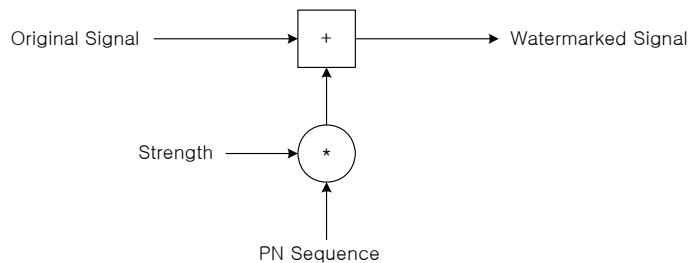 Original Signal
+
Watermarked Signal
Strength
*
PN Sequence